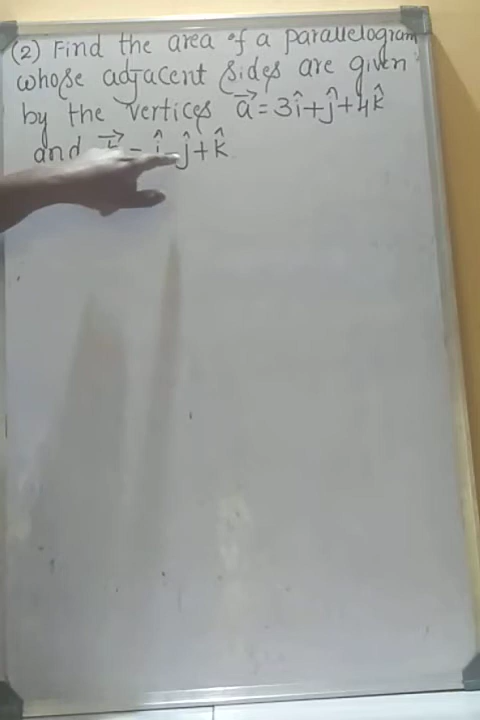 (2) Find the area of a parallelogram
whose adjacent sides are given
by the vertices a⃗ = 3î+ĵ+4k̂
and = î-ĵ+k̂